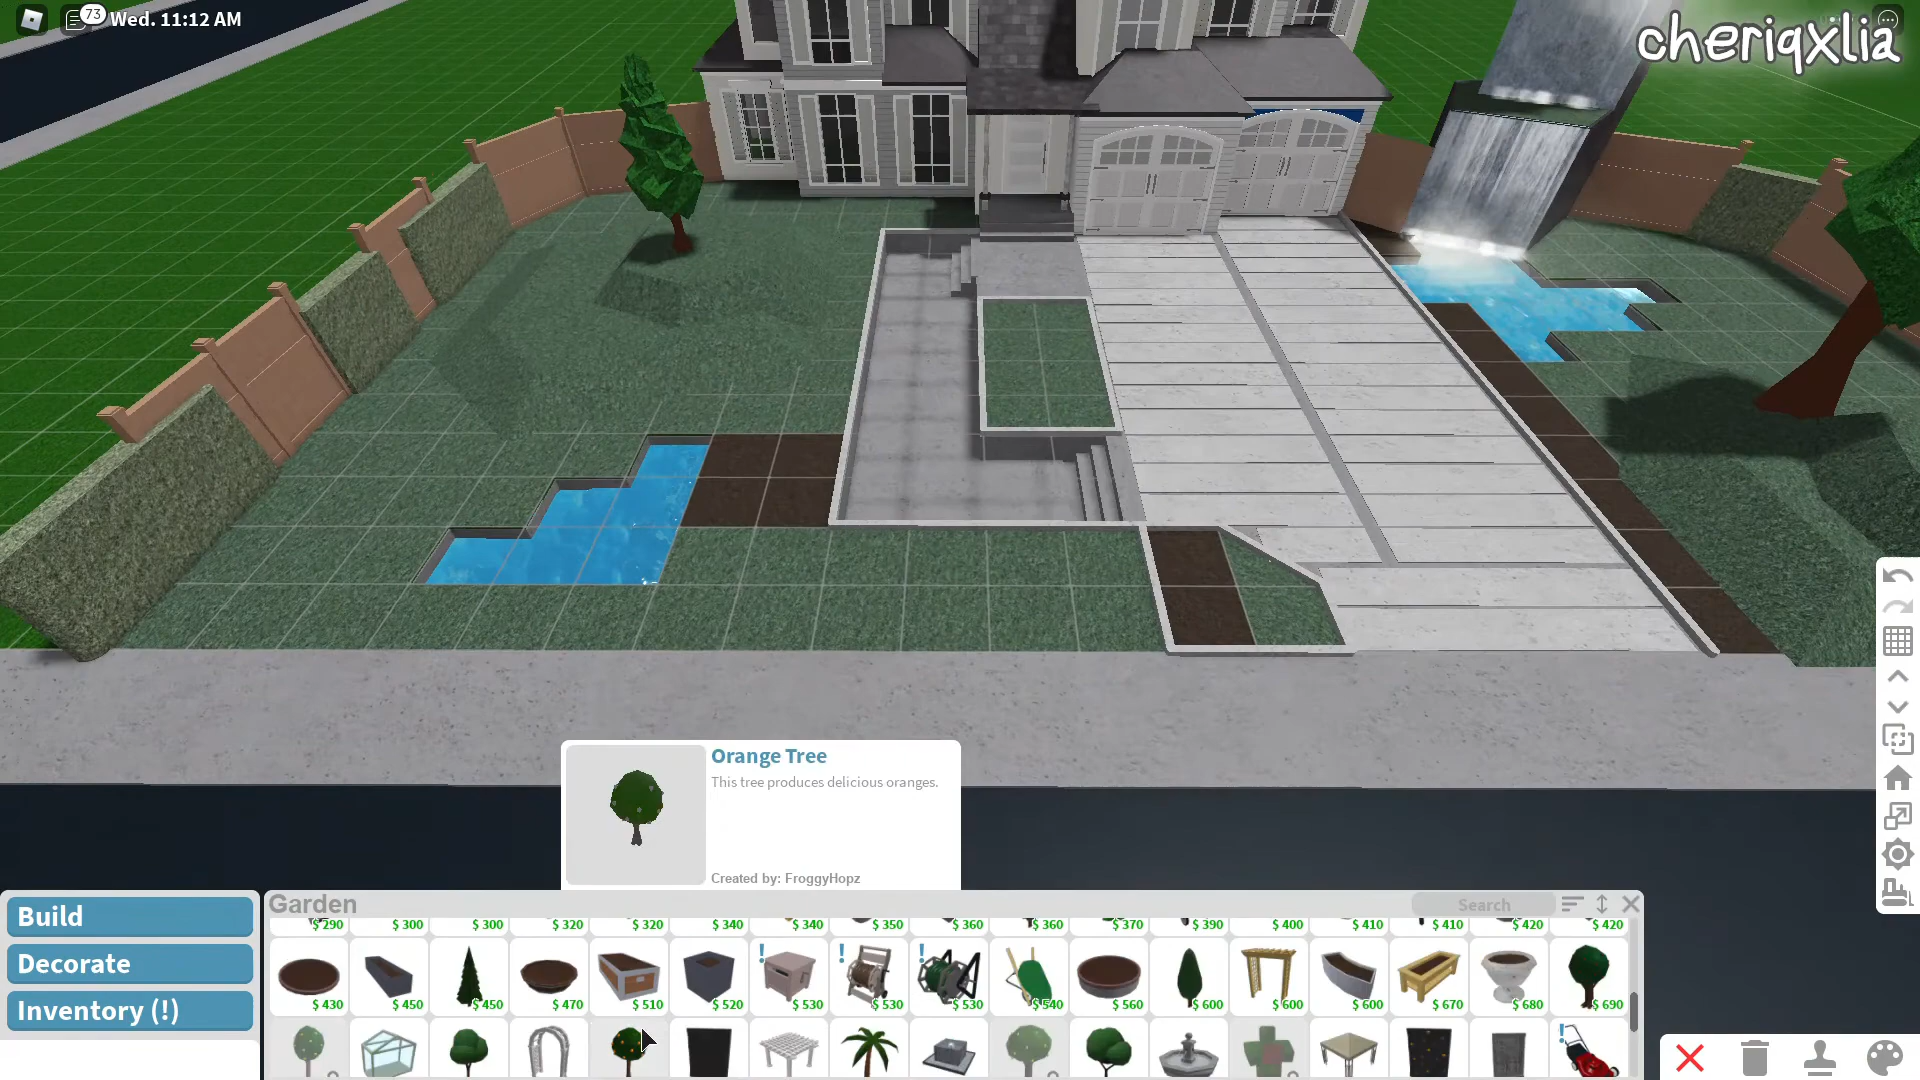 73 Wed. 11:12 AM
cheriqxlia
Orange Tree
This tree produces delicious oranges.
Created by: FroggyHopz
Build
Decorate
Inventory (!)
Garden
Search
$ 290 $ 300 $ 300 $ 320 $ 320 $ 340 $ 340 $ 350 $ 360 $ 360 $ 370 $ 390 $ 400 $ 410 $ 410 $ 420 $ 420
! ! !
$ 430 $ 450 $ 450 $ 470 $ 510 $ 520 $ 530 $ 530 $ 530 $ 540 $ 560 $ 600 $ 600 $ 600 $ 670 $ 680 $ 690
!